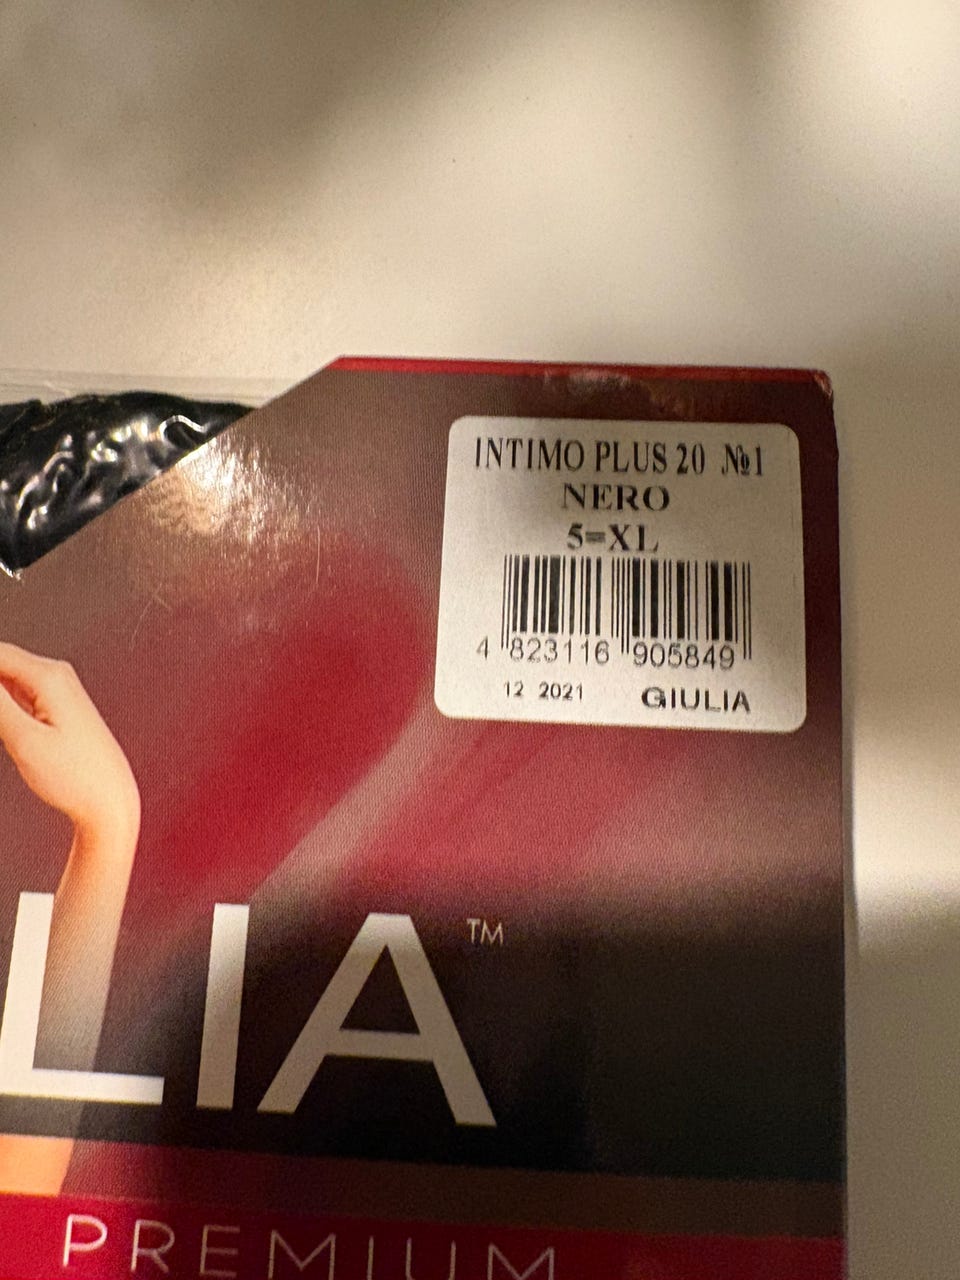 INTIMO PLUS 20 №1
NERO
5=XL
4 823116 905849
12 2021 GIULIA
LIA™
PREMIUM